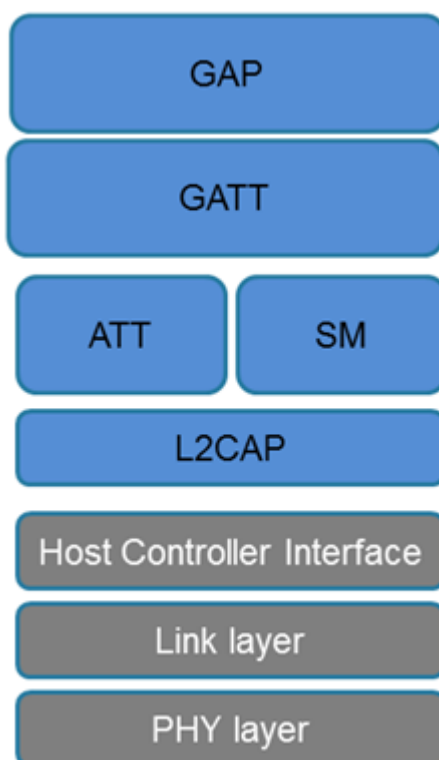 GAP
GATT
ATT
SM
L2CAP
Host Controller Interface
Link layer
PHY layer